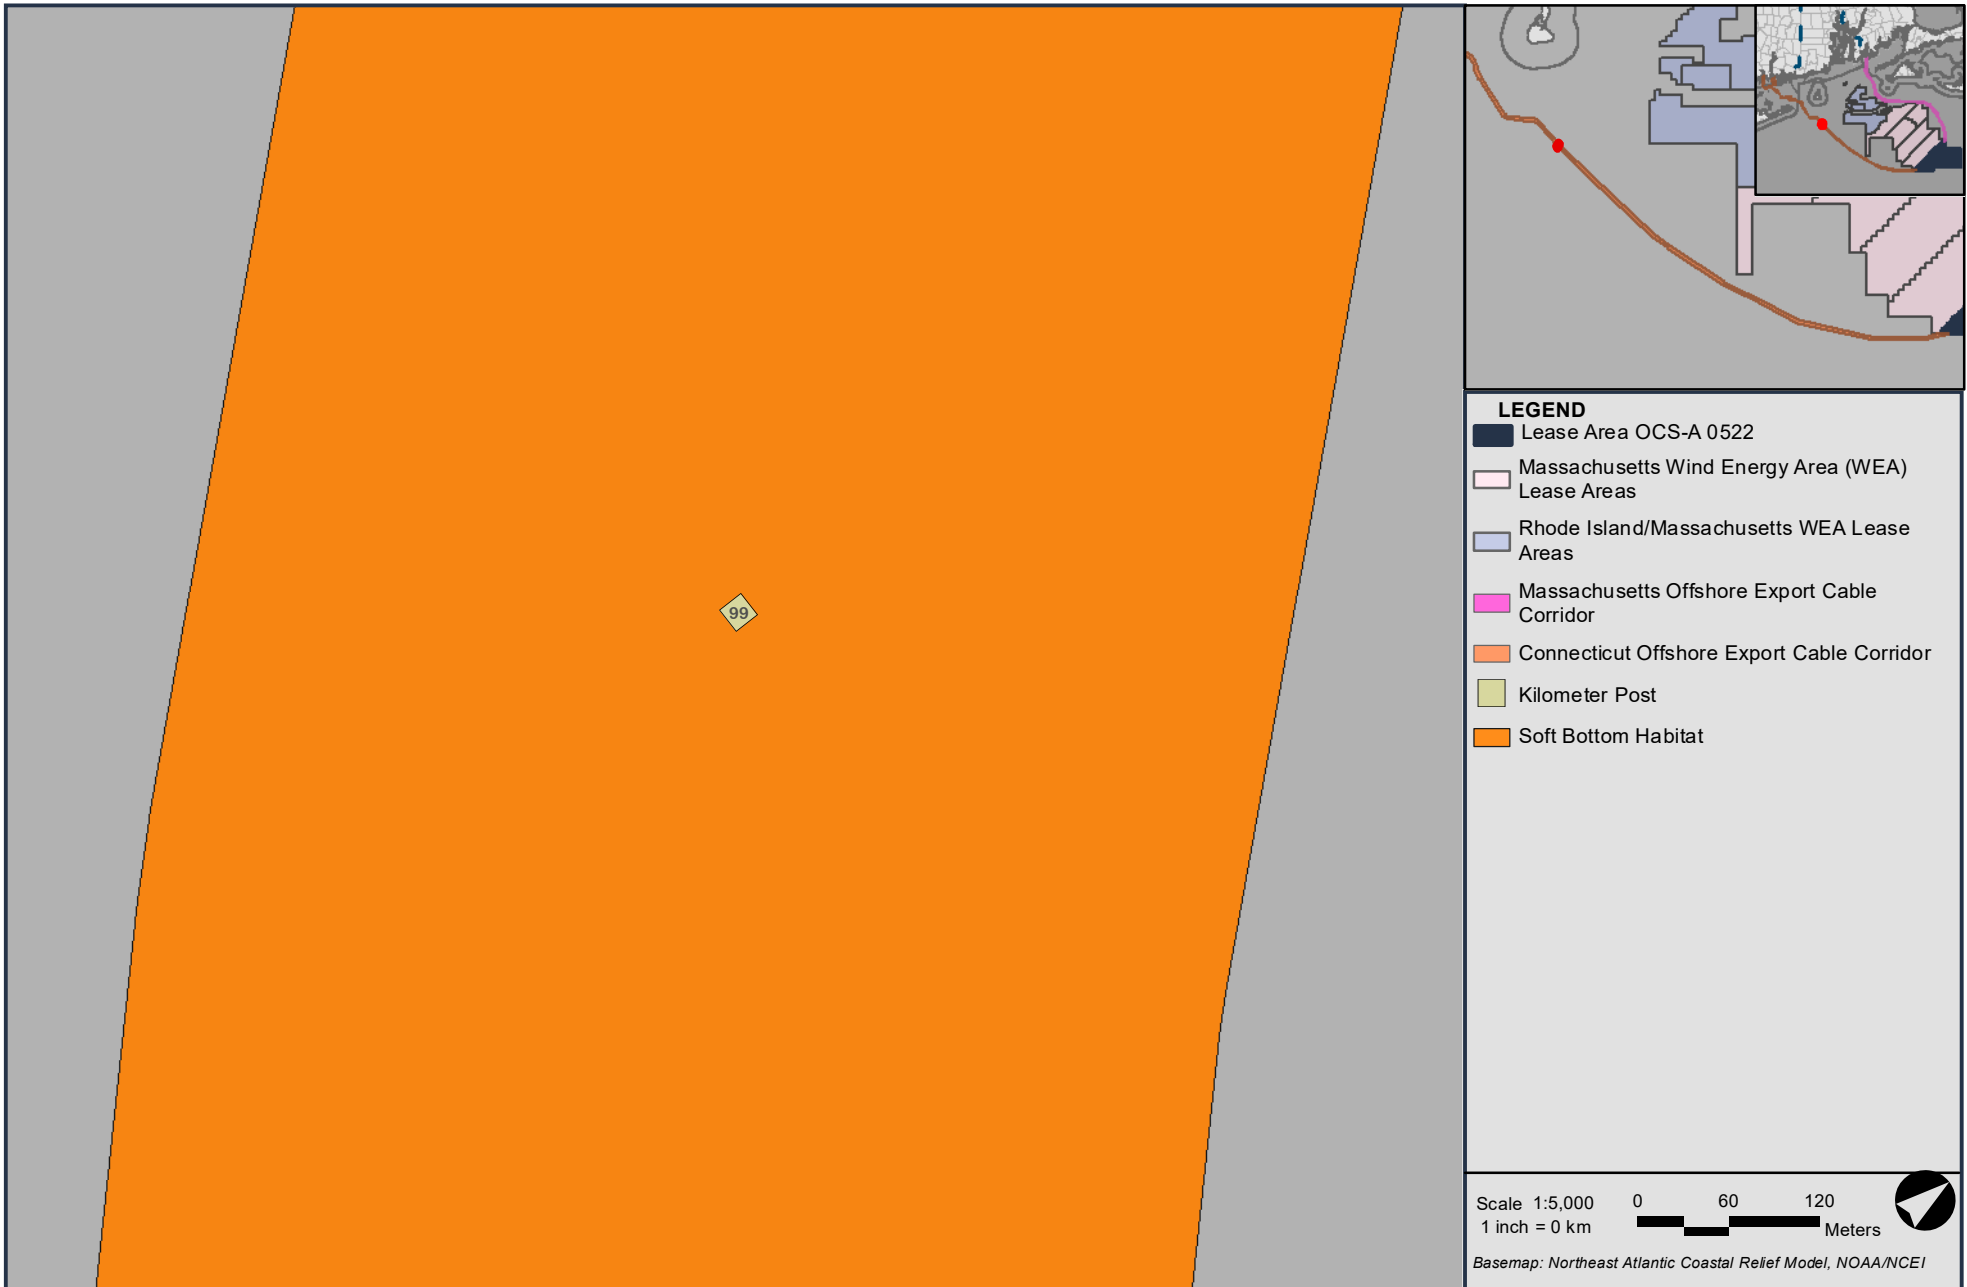 99
LEGEND
Lease Area OCS-A 0522
Massachusetts Wind Energy Area (WEA)
Lease Areas
Rhode Island/Massachusetts WEA Lease
Areas
Massachusetts Offshore Export Cable
Corridor
Connecticut Offshore Export Cable Corridor
Kilometer Post
Soft Bottom Habitat
Scale 1:5,000
1 inch = 0 km
0 60 120
Meters
Basemap: Northeast Atlantic Coastal Relief Model, NOAA/NCEI